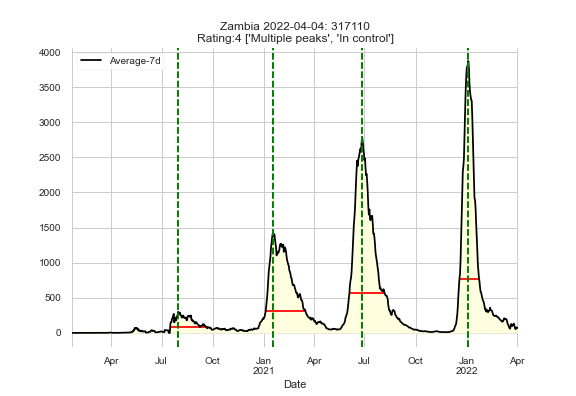 Zambia 2022-04-04: 317110
Rating:4 ['Multiple peaks', 'In control']
Average-7d
4000
3500
3000
2500
2000
1500
1000
500
0
Apr Jul Oct Jan Apr Jul Oct Jan Apr
2021 2022
Date